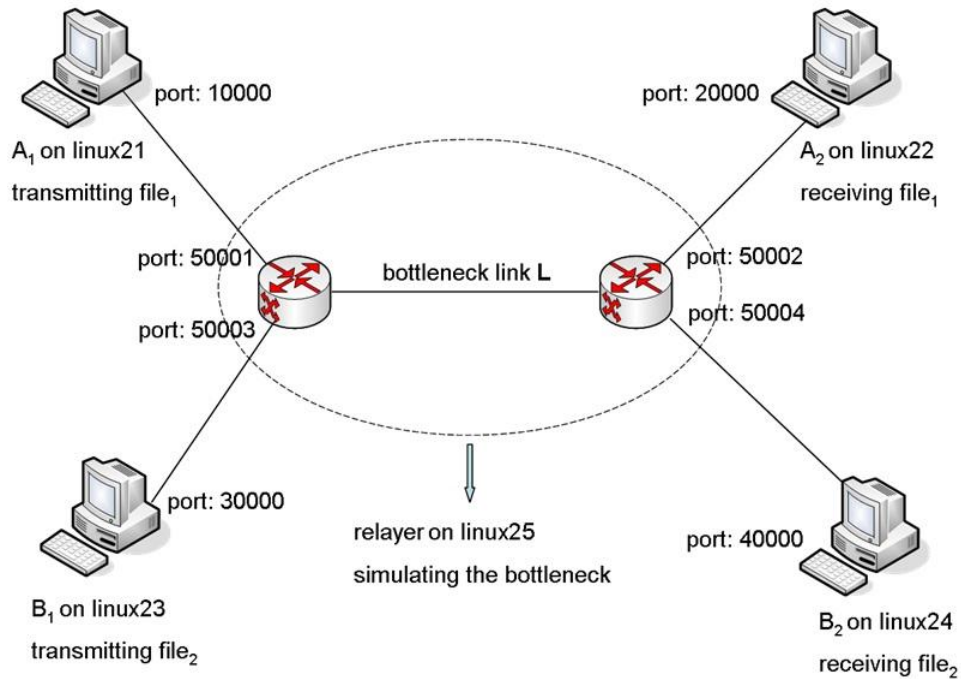 port: 10000
port: 20000
A₁ on linux21
transmitting file₁
A₂ on linux22
receiving file₁
port: 50001
port: 50002
bottleneck link L
port: 50003
port: 50004
port: 30000
relayer on linux25
simulating the bottleneck
port: 40000
B₁ on linux23
transmitting file₂
B₂ on linux24
receiving file₂